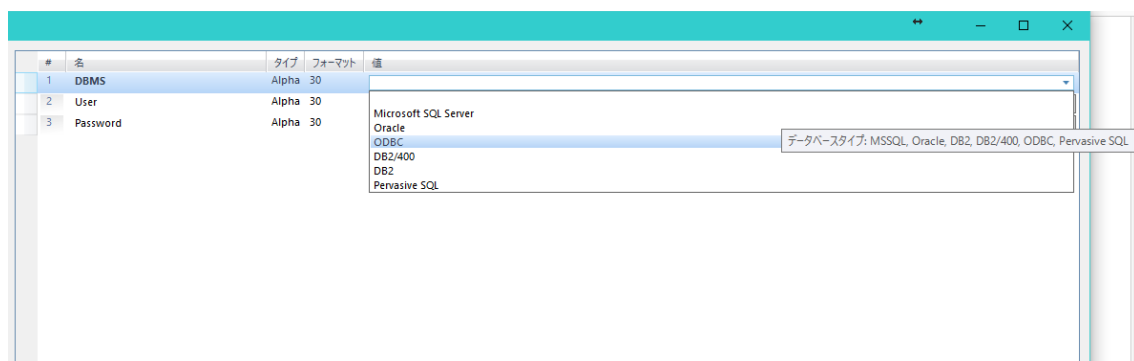 # 名 タイプ フォーマット 値
1 DBMS Alpha 30
2 User Alpha 30
3 Password Alpha 30
Microsoft SQL Server
Oracle
ODBC
DB2/400
DB2
Pervasive SQL
データベースタイプ: MSSQL, Oracle, DB2, DB2/400, ODBC, Pervasive SQL